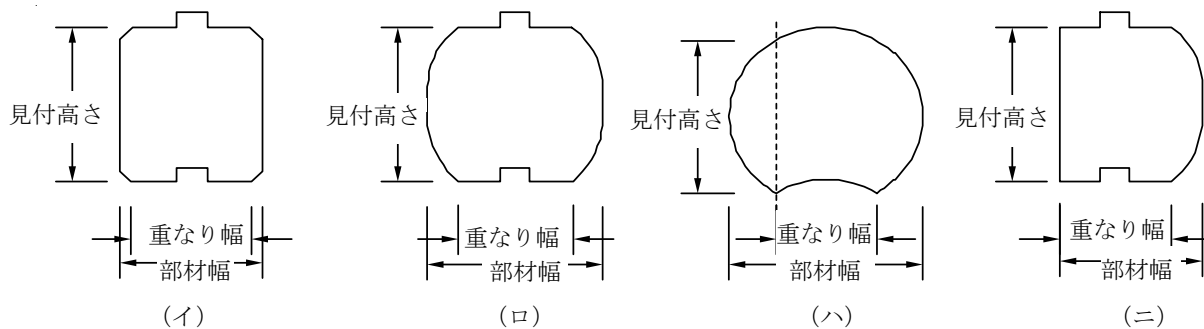 見付高さ
見付高さ
見付高さ
見付高さ
重なり幅
重なり幅
重なり幅
重なり幅
部材幅
部材幅
部材幅
部材幅
(イ)
(ロ)
(ハ)
(ニ)